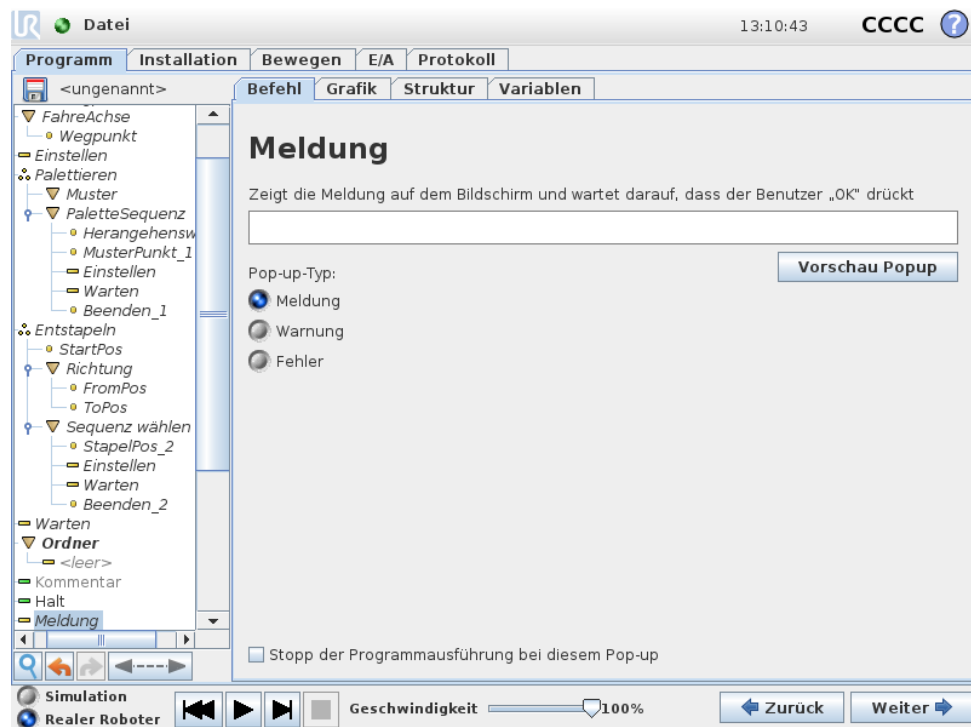 UR Datei 13:10:43 CCCC ?
Programm Installation Bewegen E/A Protokoll
<ungenannt>
Befehl Grafik Struktur Variablen
FahreAchse
Wegpunkt
Einstellen
Palettieren
Muster
PaletteSequenz
Herangehensw
MusterPunkt_1
Einstellen
Warten
Beenden_1
Entstapeln
StartPos
Richtung
FromPos
ToPos
Sequenz wählen
StapelPos_2
Einstellen
Warten
Beenden_2
Warten
Ordner
<leer>
Kommentar
Halt
Meldung
Meldung
Zeigt die Meldung auf dem Bildschirm und wartet darauf, dass der Benutzer „OK" drückt
Vorschau Popup
Pop-up-Typ:
Meldung
Warnung
Fehler
Stopp der Programmausführung bei diesem Pop-up
Simulation
Realer Roboter
Geschwindigkeit 100%
Zurück Weiter